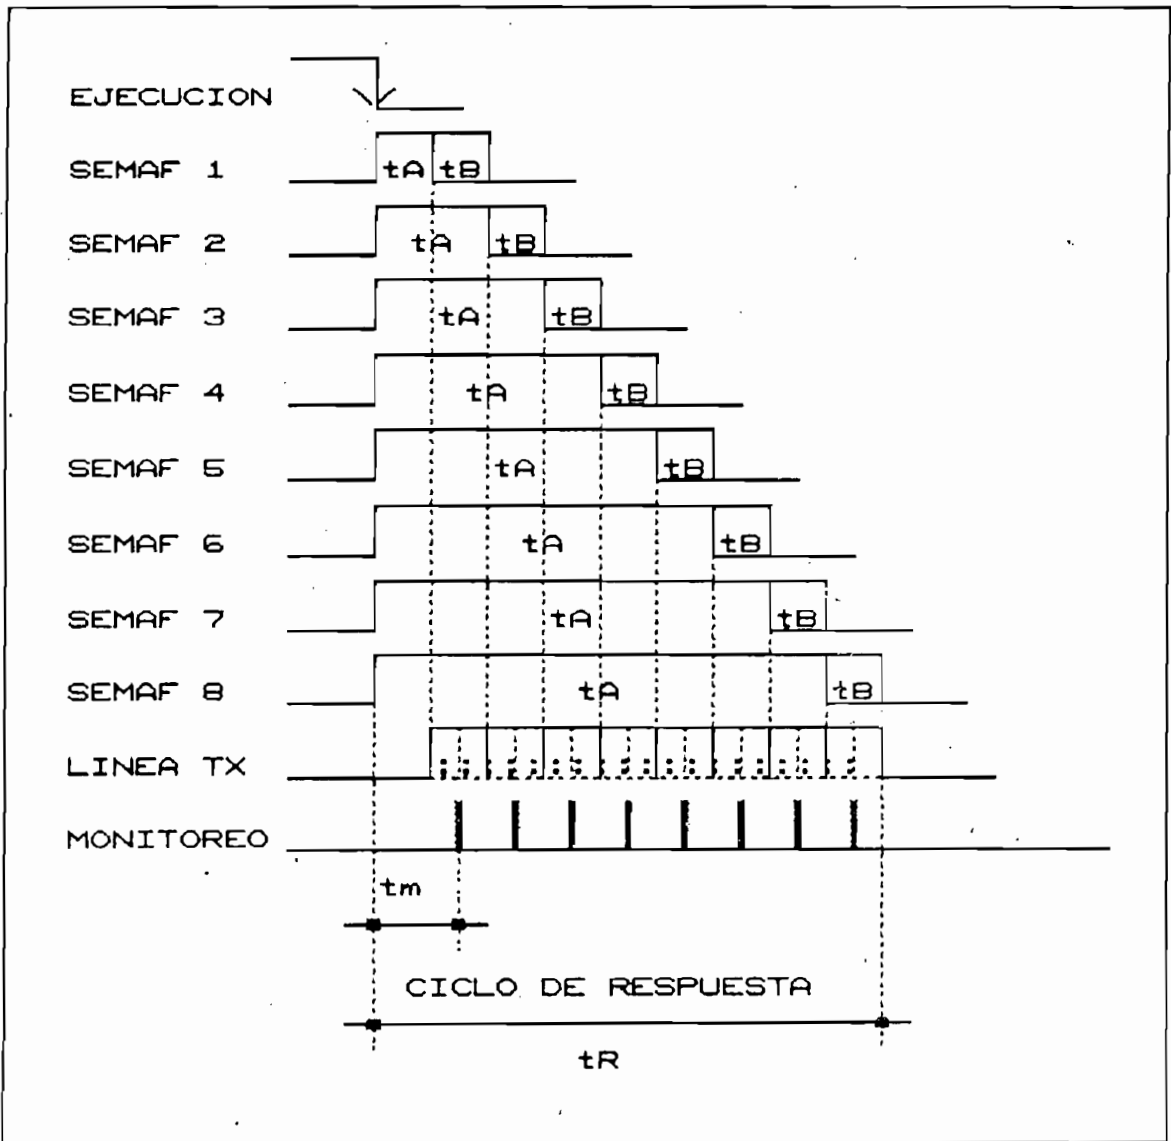 EJECUCION
SEMAF 1 tA tB
SEMAF 2 tA tB
SEMAF 3 tA tB
SEMAF 4 tA tB
SEMAF 5 tA tB
SEMAF 6 tA tB
SEMAF 7 tA tB
SEMAF 8 tA tB
LINEA TX
MONITOREO
tm
CICLO DE RESPUESTA
tR